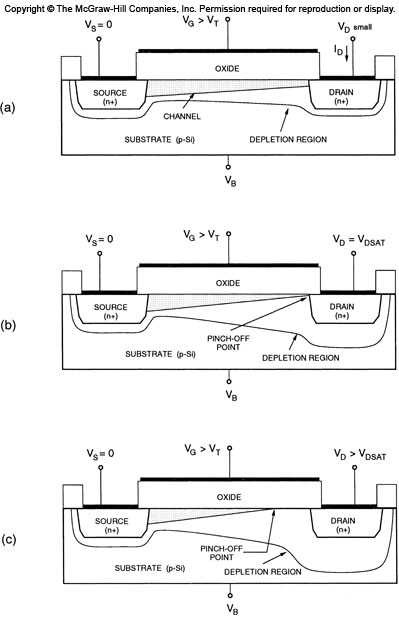 Copyright © The McGraw-Hill Companies, Inc. Permission required for reproduction or display.
V_S = 0
V_G > V_T
V_D small
I_D
OXIDE
SOURCE
(n+)
DRAIN
(n+)
(a)
CHANNEL
SUBSTRATE (p-Si)
DEPLETION REGION
V_B
V_S = 0
V_G > V_T
V_D = V_DSAT
OXIDE
SOURCE
(n+)
DRAIN
(n+)
(b)
PINCH-OFF
POINT
SUBSTRATE (p-Si)
DEPLETION REGION
V_B
V_S = 0
V_G > V_T
V_D > V_DSAT
OXIDE
SOURCE
(n+)
DRAIN
(n+)
(c)
PINCH-OFF
POINT
SUBSTRATE (p-Si)
DEPLETION REGION
V_B